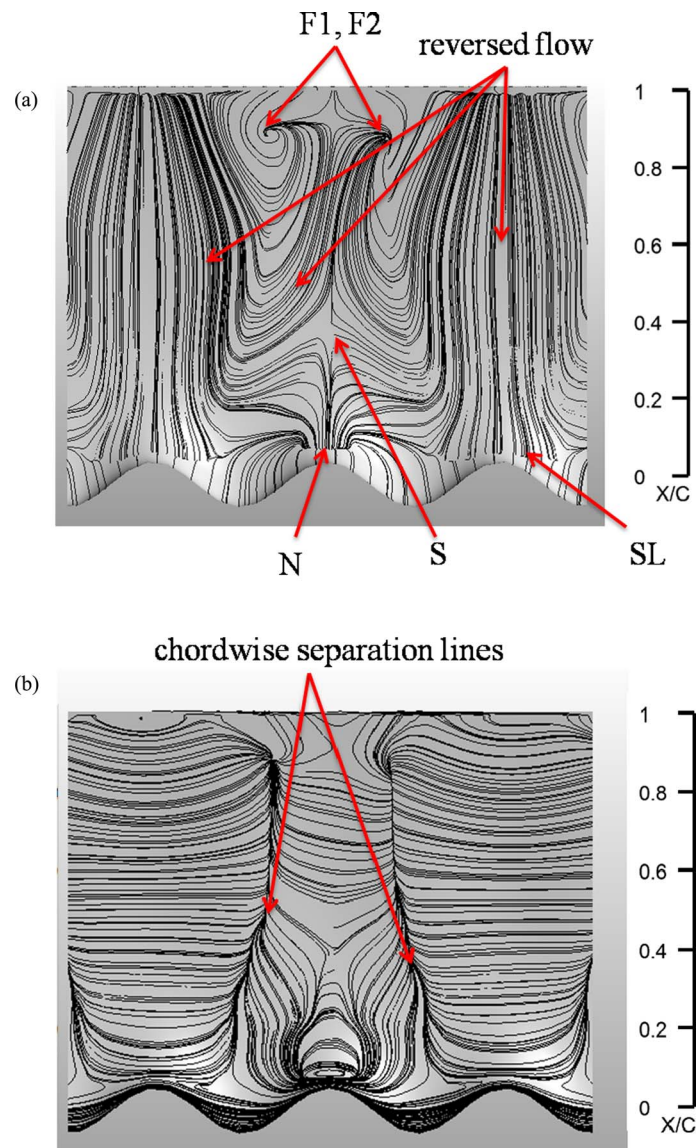 F1, F2
reversed flow
(a)
1
0.8
0.6
0.4
0.2
0
X/C
N
S
SL
chordwise separation lines
(b)
1
0.8
0.6
0.4
0.2
0
X/C